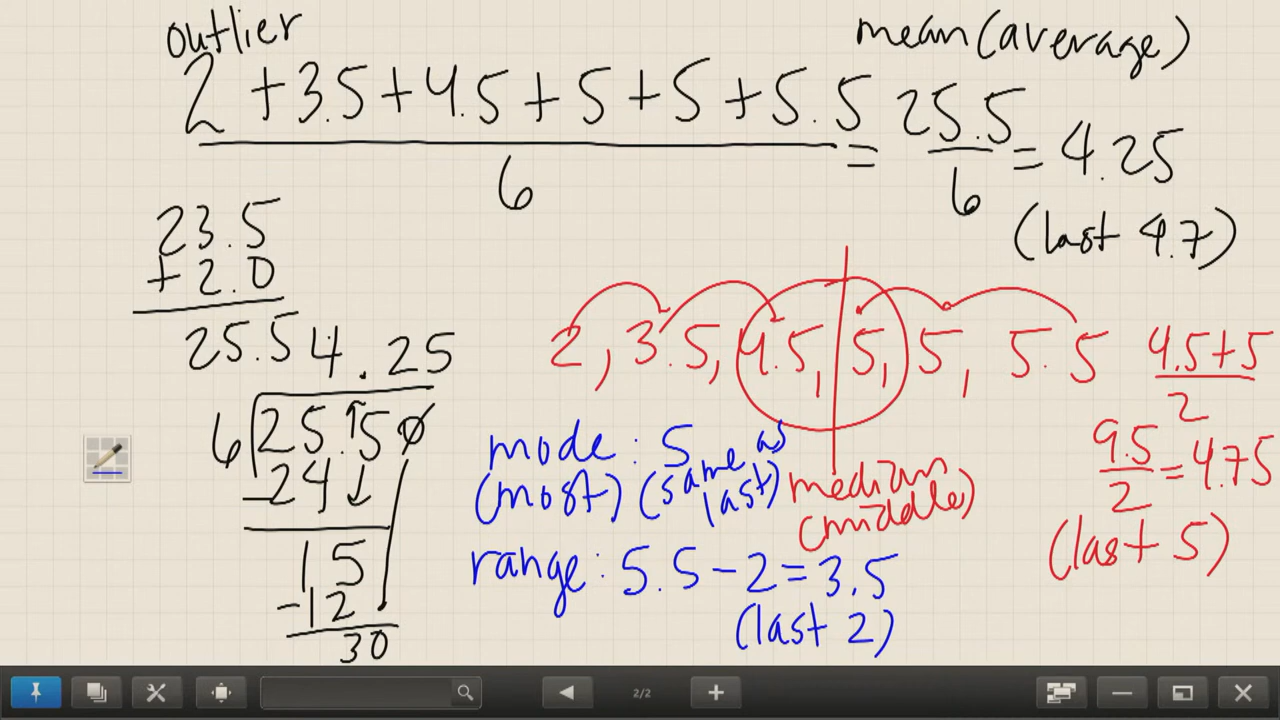 outlier
mean (average)
2 + 3.5 + 4.5 + 5 + 5 + 5.5 = 25.5 = 4.25
6 6
(last 4.7)
23.5
+ 2.0
25.5
4.25
6 25.50
- 24
15
- 12
30
2, 3.5, 4.5, 5, 5, 5.5
4.5 + 5
2
9.5 = 4.75
2
(last 5)
median
(middle)
mode : 5
(most) (same as
last)
range : 5.5 - 2 = 3.5
(last 2)
2/2